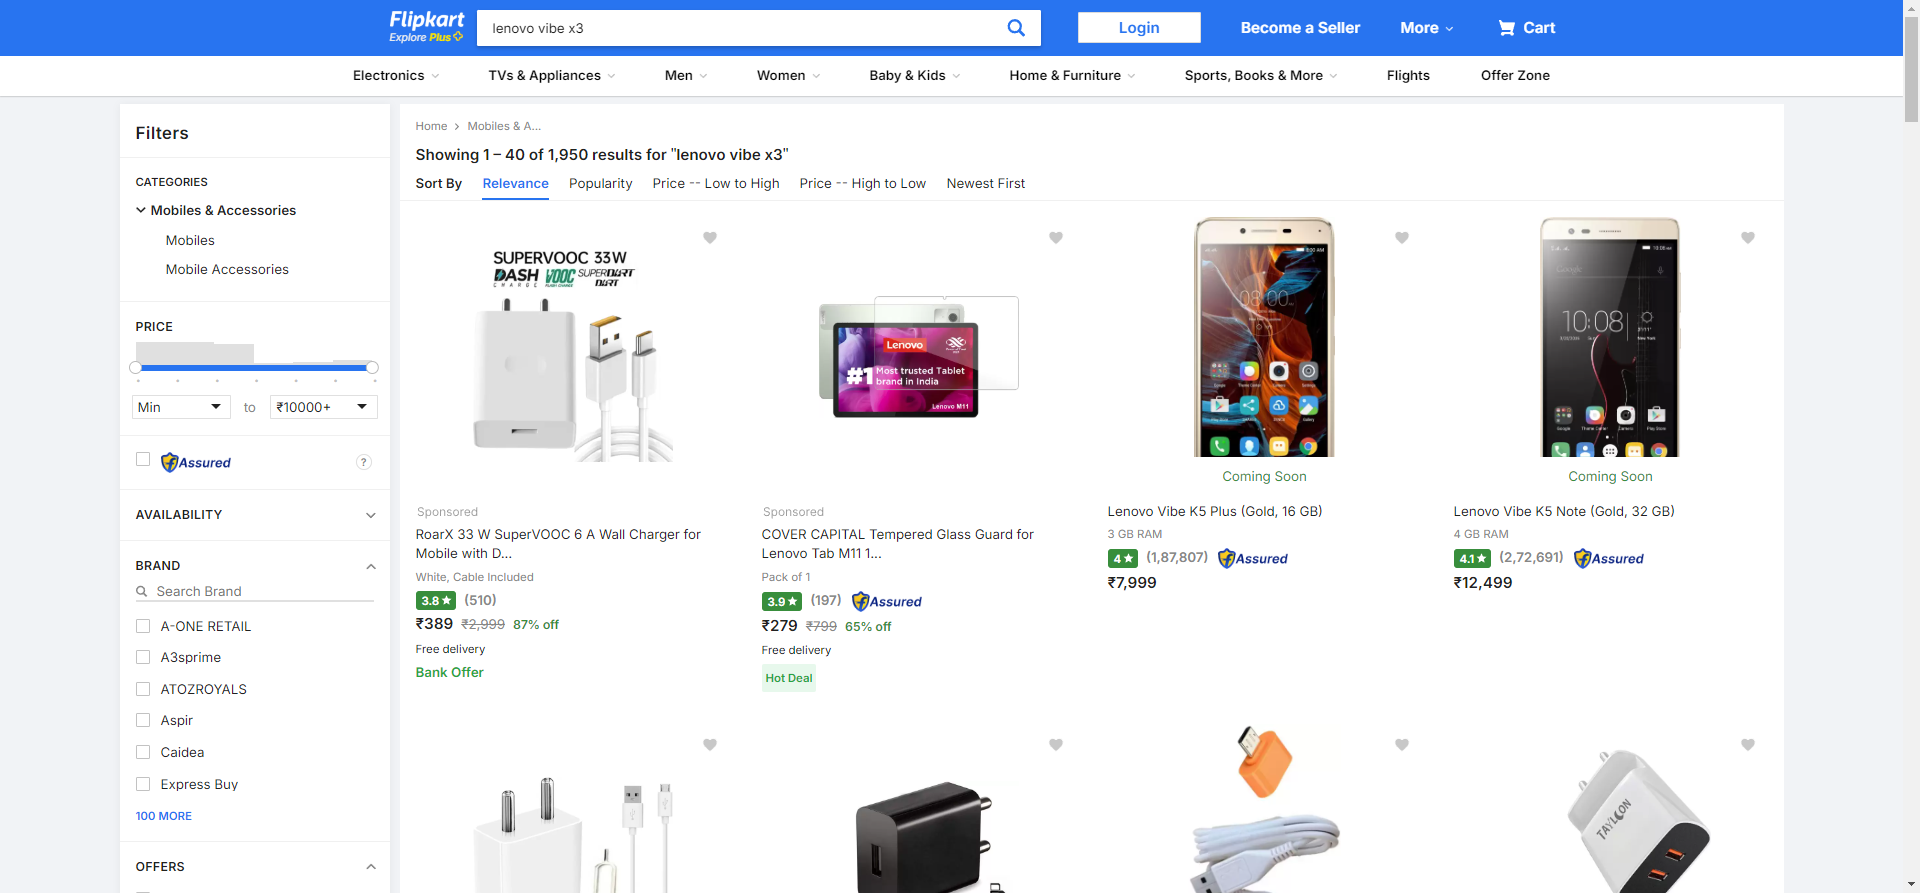 Flipkart
Explore Plus
lenovo vibe x3
Login
Become a Seller
More
Cart
Electronics
TVs & Appliances
Men
Women
Baby & Kids
Home & Furniture
Sports, Books & More
Flights
Offer Zone
Filters
CATEGORIES
Mobiles & Accessories
Mobiles
Mobile Accessories
PRICE
Min
to
₹10000+
Assured
?
AVAILABILITY
BRAND
Search Brand
A-ONE RETAIL
A3sprime
ATOZROYALS
Aspir
Caidea
Express Buy
100 MORE
OFFERS
Home
Mobiles & A...
Showing 1 – 40 of 1,950 results for "lenovo vibe x3"
Sort By
Relevance
Popularity
Price -- Low to High
Price -- High to Low
Newest First
SUPERVOOC 33W
DASH VOOC SUPERDART
CHARGE FLASH CHARGE DART
Sponsored
RoarX 33 W SuperVOOC 6 A Wall Charger for
Mobile with D...
White, Cable Included
3.8 (510)
₹389 ₹2,999 87% off
Free delivery
Bank Offer
Lenovo
#1 Most trusted Tablet
brand in India
Lenovo M11
Sponsored
COVER CAPITAL Tempered Glass Guard for
Lenovo Tab M11 1...
Pack of 1
3.9 (197) Assured
₹279 ₹799 65% off
Free delivery
Hot Deal
08:00
Coming Soon
Lenovo Vibe K5 Plus (Gold, 16 GB)
3 GB RAM
4 (1,87,807) Assured
₹7,999
Google
10:08
Coming Soon
Lenovo Vibe K5 Note (Gold, 32 GB)
4 GB RAM
4.1 (2,72,691) Assured
₹12,499
TAYLOON